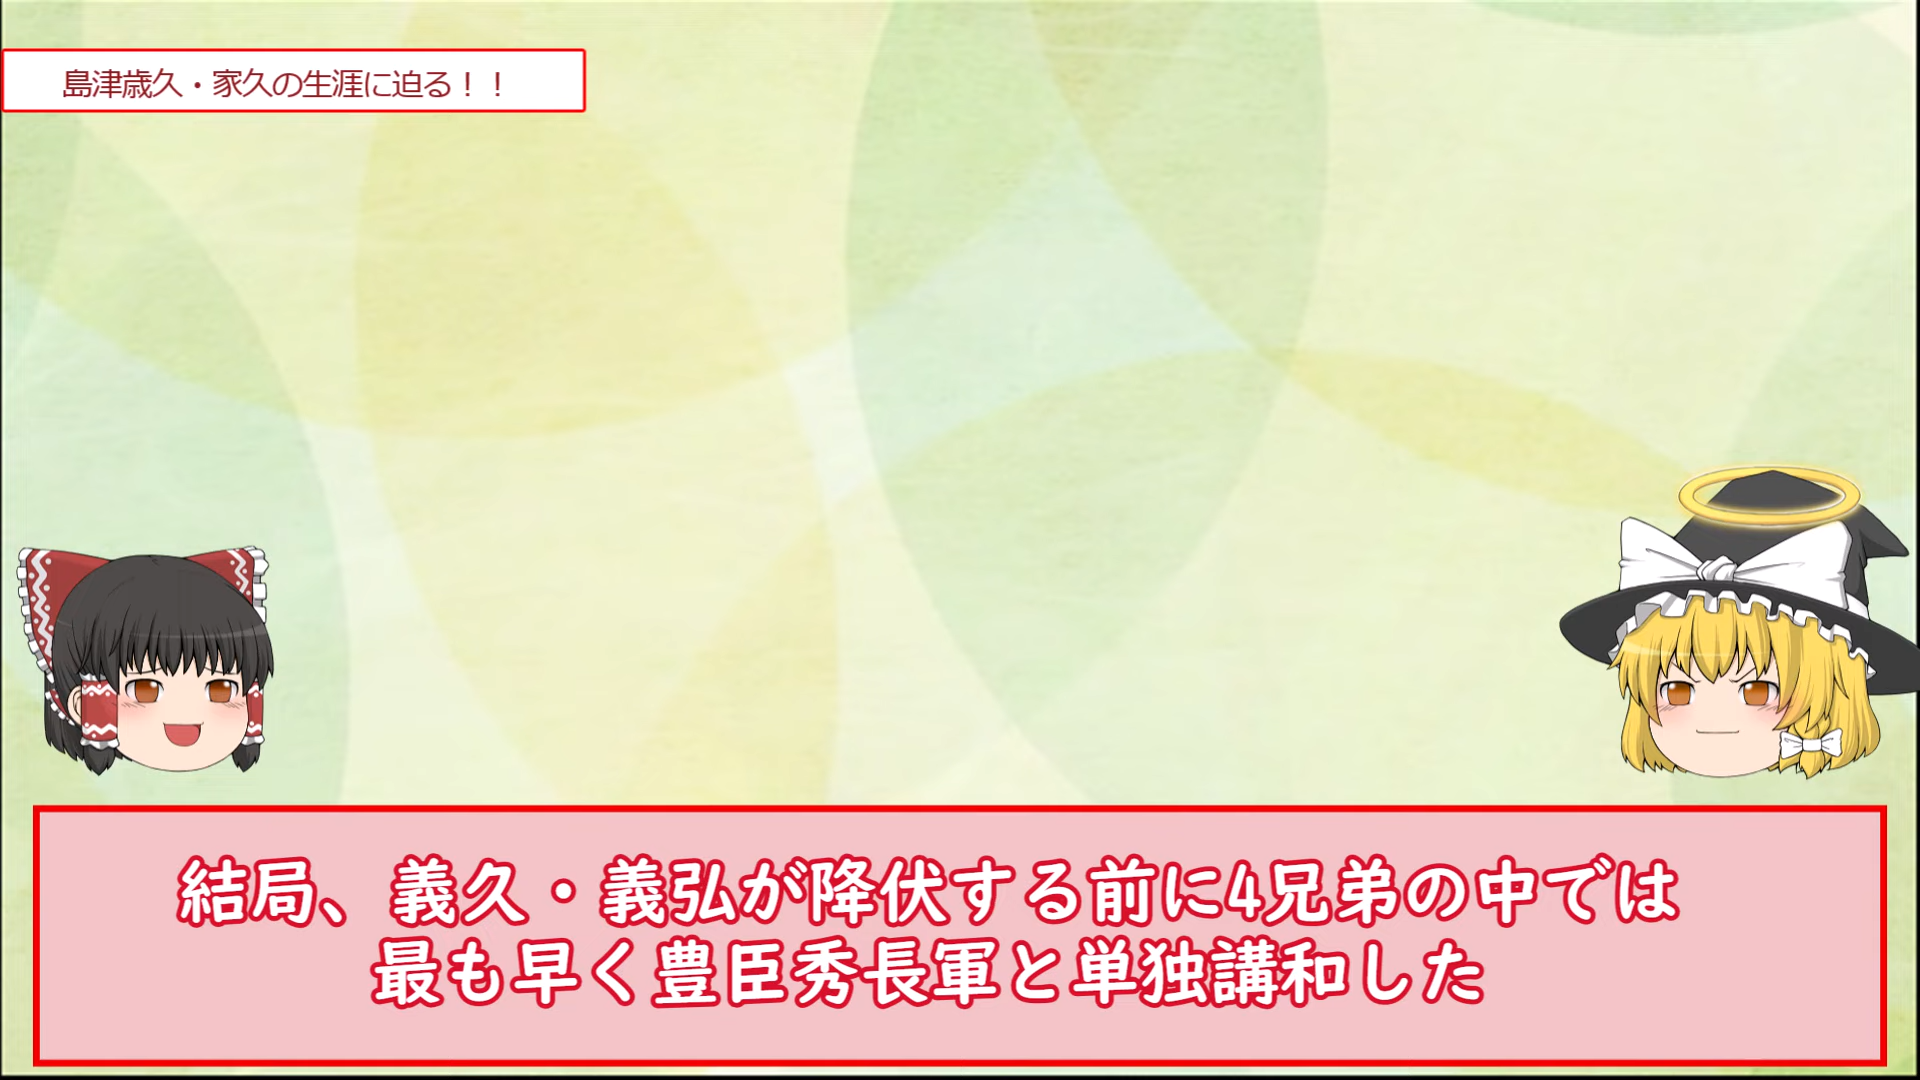 島津歳久・家久の生涯に迫る！！
結局、義久・義弘が降伏する前に4兄弟の中では
最も早く豊臣秀長軍と単独講和した